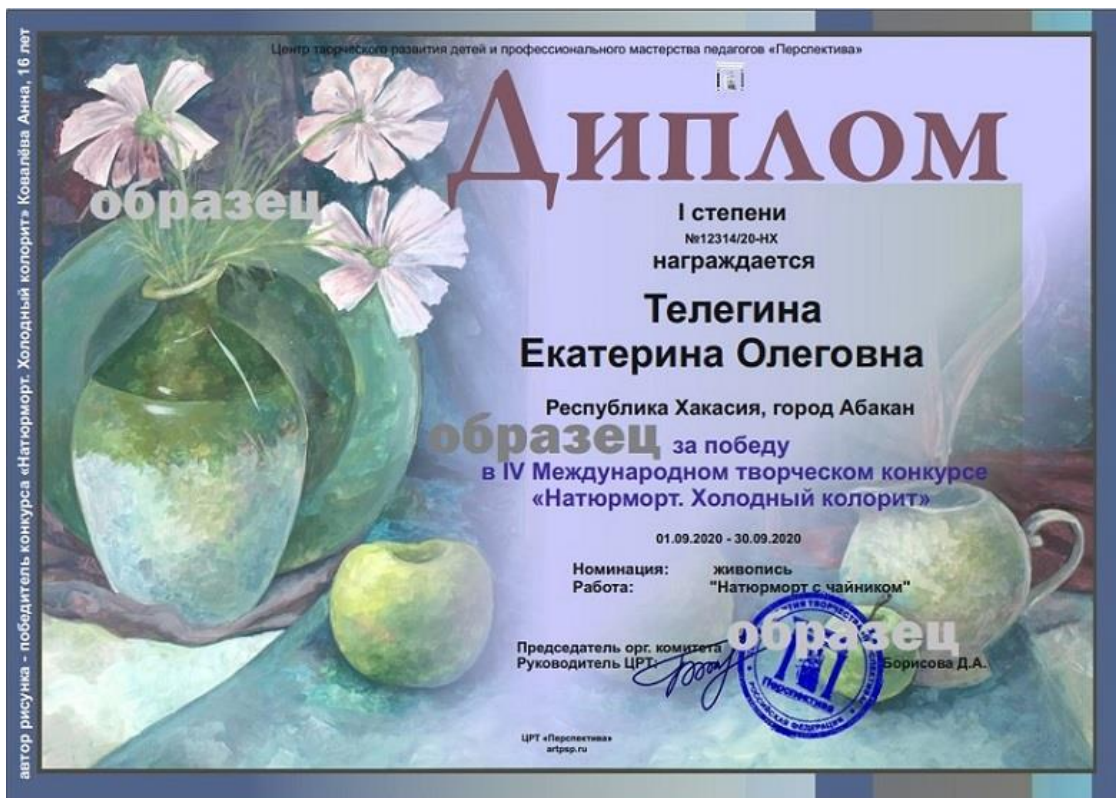 Центр творческого развития детей и профессионального мастерства педагогов «Перспектива»
Диплом
I степени
№12314/20-НХ
награждается
Телегина
Екатерина Олеговна
Республика Хакасия, город Абакан
за победу
в IV Международном творческом конкурсе
«Натюрморт. Холодный колорит»
01.09.2020 - 30.09.2020
Номинация: живопись
Работа: "Натюрморт с чайником"
Председатель орг. комитета
Руководитель ЦРТ: Борисова Д.А.
Перспектива
РОССИЙСКАЯ ФЕДЕРАЦИЯ
ЦРТ «Перспектива»
artpsp.ru
автор рисунка - победитель конкурса «Натюрморт. Холодный колорит» Ковалёва Анна, 16 лет
образец
образец
образец